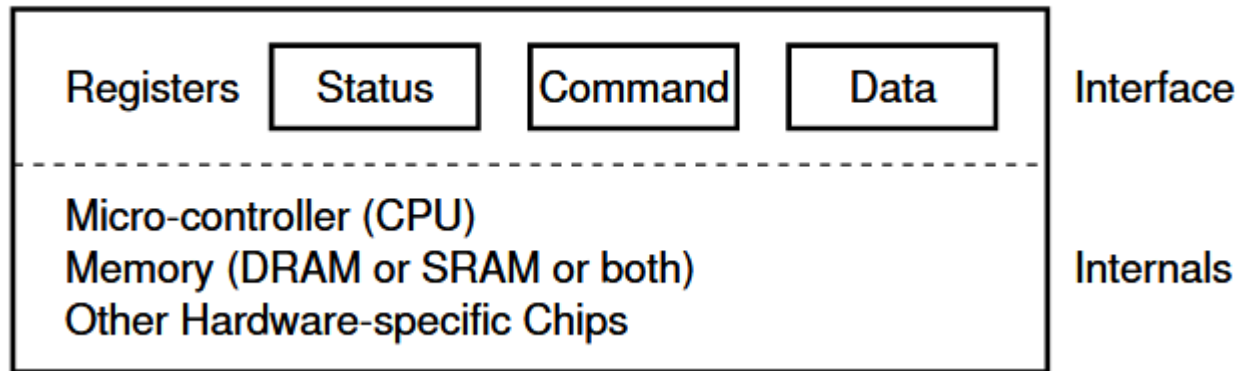 Registers Status Command Data Interface
Micro-controller (CPU)
Memory (DRAM or SRAM or both) Internals
Other Hardware-specific Chips